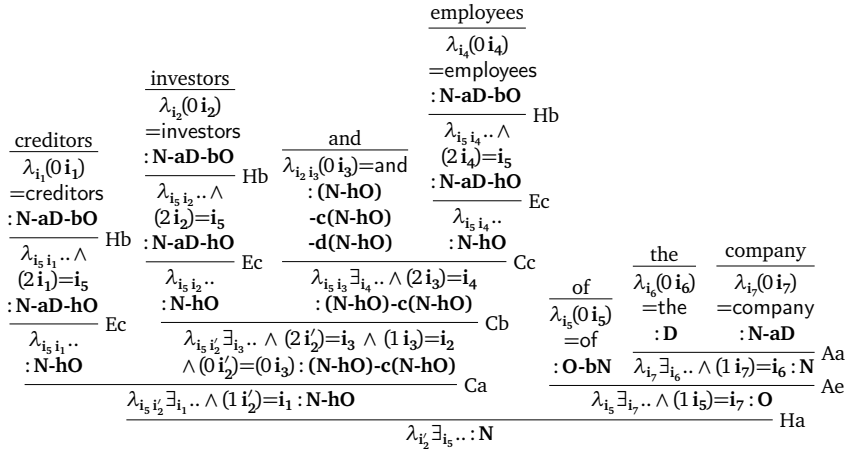 creditors
λ_{i₁}(0 i₁)
=creditors
: N-aD-bO
Hb
λ_{i₅ i₁}.. ∧
(2 i₁)=i₅
: N-aD-hO
Ec
λ_{i₅ i₁}..
: N-hO
investors
λ_{i₂}(0 i₂)
=investors
: N-aD-bO
Hb
λ_{i₅ i₂}.. ∧
(2 i₂)=i₅
: N-aD-hO
Ec
λ_{i₅ i₂}..
: N-hO
and
λ_{i₂ i₃}(0 i₃)=and
: (N-hO)
-c(N-hO)
-d(N-hO)
employees
λ_{i₄}(0 i₄)
=employees
: N-aD-bO
Hb
λ_{i₅ i₄}.. ∧
(2 i₄)=i₅
: N-aD-hO
Ec
λ_{i₅ i₄}..
: N-hO
Cc
λ_{i₅ i₃}∃_{i₄}.. ∧ (2 i₃)=i₄
: (N-hO)-c(N-hO)
Cb
λ_{i₅ i′₂}∃_{i₃}.. ∧ (2 i′₂)=i₃ ∧ (1 i₃)=i₂
∧ (0 i′₂)=(0 i₃) : (N-hO)-c(N-hO)
Ca
λ_{i₅ i′₂}∃_{i₁}.. ∧ (1 i′₂)=i₁ : N-hO
of
λ_{i₅}(0 i₅)
=of
: O-bN
the
λ_{i₆}(0 i₆)
=the
: D
company
λ_{i₇}(0 i₇)
=company
: N-aD
Aa
λ_{i₇}∃_{i₆}.. ∧ (1 i₇)=i₆ : N
Ae
λ_{i₅}∃_{i₇}.. ∧ (1 i₅)=i₇ : O
Ha
λ_{i′₂}∃_{i₅}.. : N